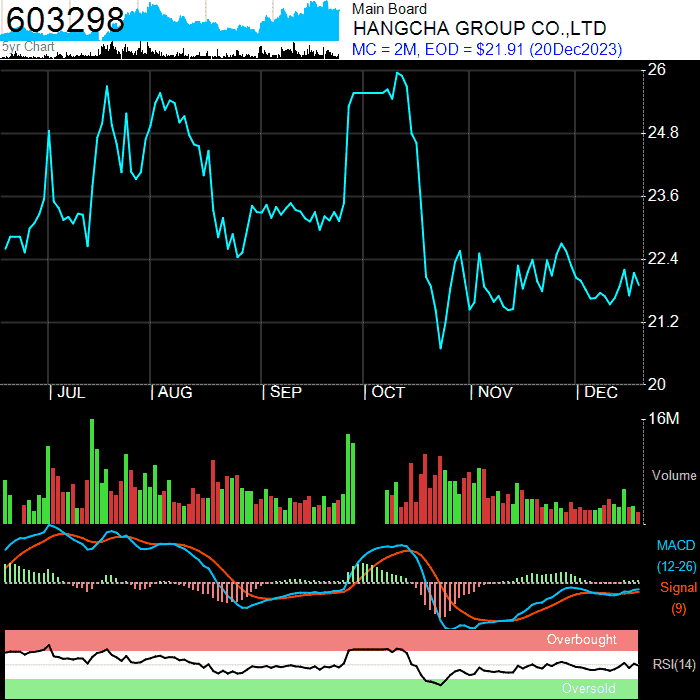 603298
5yr Chart
Main Board
HANGCHA GROUP CO.,LTD
MC = 2M, EOD = $21.91 (20Dec2023)
26
24.8
23.6
22.4
21.2
20
| JUL | AUG | SEP | OCT | NOV | DEC
16M
Volume
MACD
(12-26)
Signal
(9)
Overbought
RSI(14)
Oversold